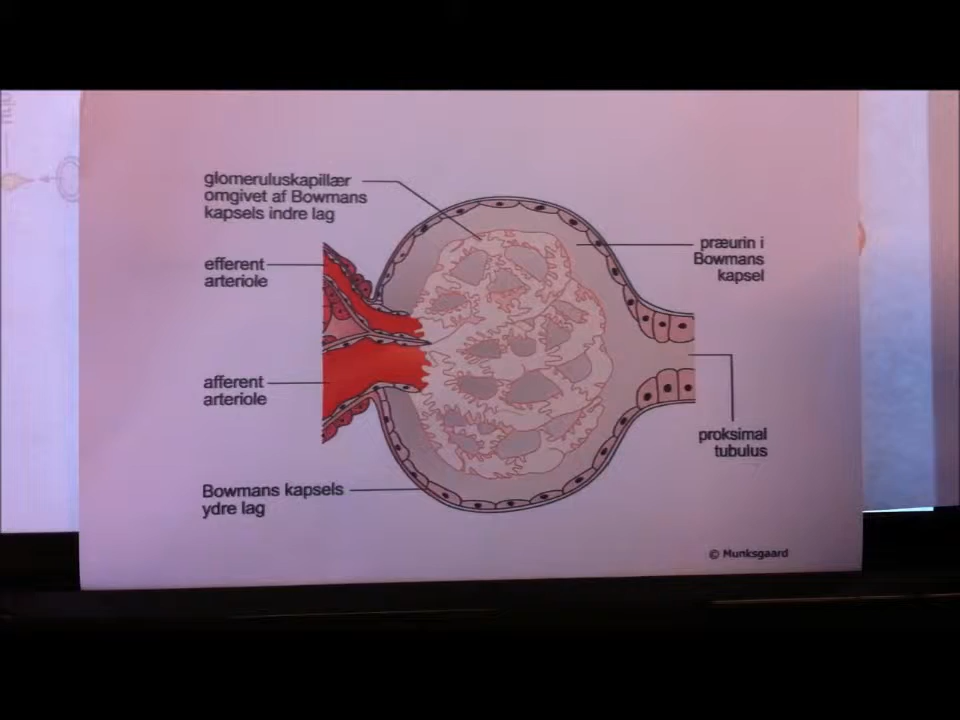 glomeruluskapillær
omgivet af Bowmans
kapsels indre lag
efferent
arteriole
afferent
arteriole
Bowmans kapsels
ydre lag
præurin i
Bowmans
kapsel
proksimal
tubulus
© Munksgaard